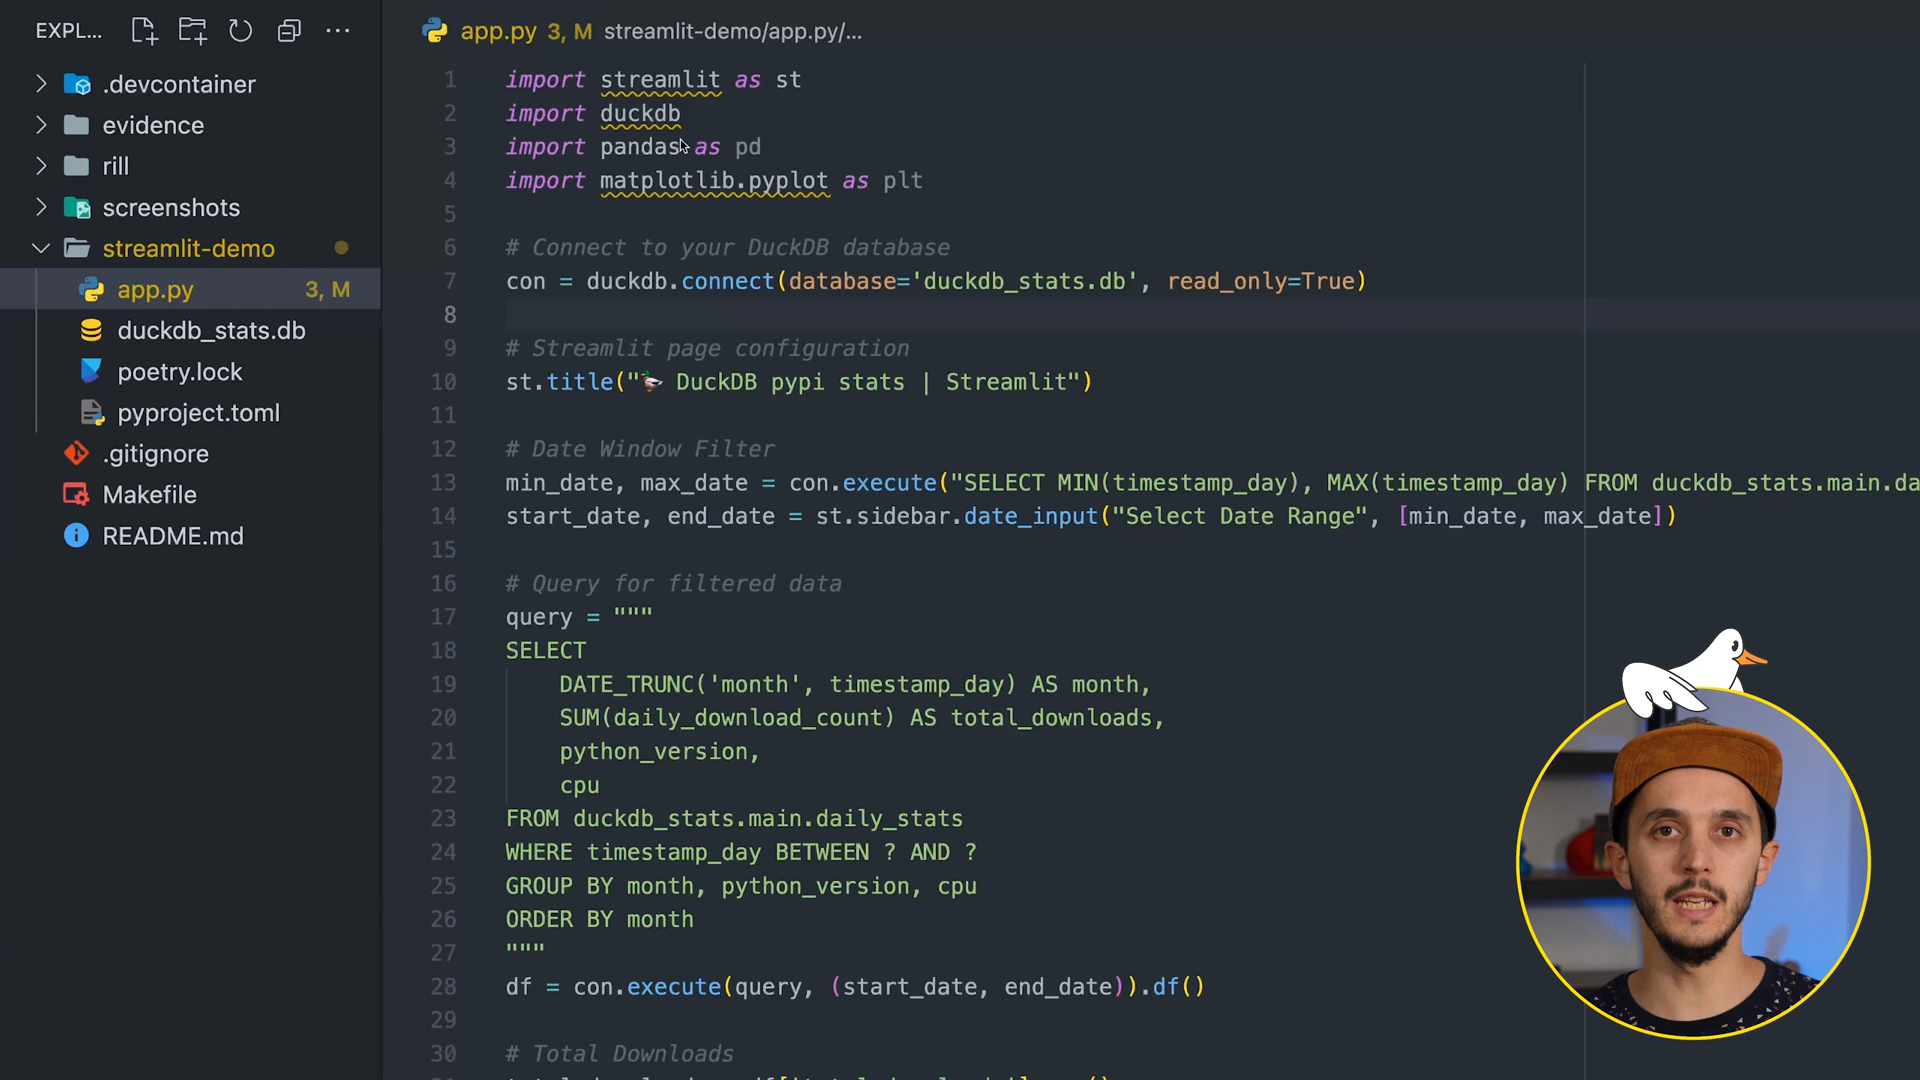 EXPL...
.devcontainer
evidence
rill
screenshots
streamlit-demo
app.py 3, M
duckdb_stats.db
poetry.lock
pyproject.toml
.gitignore
Makefile
README.md
app.py 3, M streamlit-demo/app.py/...
1 import streamlit as st
2 import duckdb
3 import pandas as pd
4 import matplotlib.pyplot as plt
5
6 # Connect to your DuckDB database
7 con = duckdb.connect(database='duckdb_stats.db', read_only=True)
8
9 # Streamlit page configuration
10 st.title("🦆 DuckDB pypi stats | Streamlit")
11
12 # Date Window Filter
13 min_date, max_date = con.execute("SELECT MIN(timestamp_day), MAX(timestamp_day) FROM duckdb_stats.main.da
14 start_date, end_date = st.sidebar.date_input("Select Date Range", [min_date, max_date])
15
16 # Query for filtered data
17 query = """
18 SELECT
19 DATE_TRUNC('month', timestamp_day) AS month,
20 SUM(daily_download_count) AS total_downloads,
21 python_version,
22 cpu
23 FROM duckdb_stats.main.daily_stats
24 WHERE timestamp_day BETWEEN ? AND ?
25 GROUP BY month, python_version, cpu
26 ORDER BY month
27 """
28 df = con.execute(query, (start_date, end_date)).df()
29
30 # Total Downloads